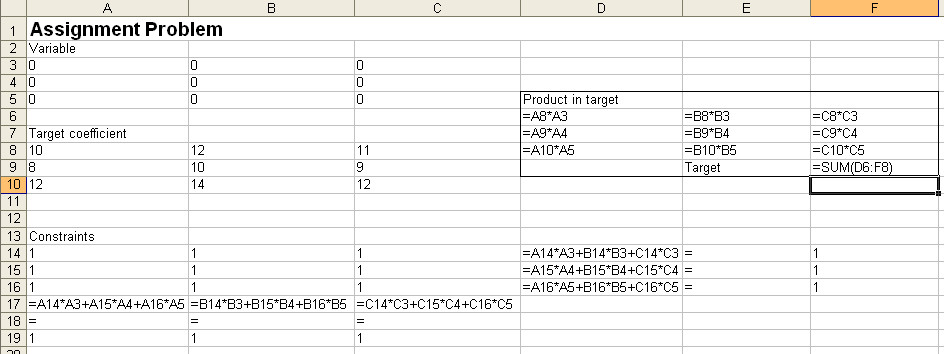 A B C D E F
1 Assignment Problem
2 Variable
3 0 0 0
4 0 0 0
5 0 0 0 Product in target
6 =A8*A3 =B8*B3 =C8*C3
7 Target coefficient =A9*A4 =B9*B4 =C9*C4
8 10 12 11 =A10*A5 =B10*B5 =C10*C5
9 8 10 9 Target =SUM(D6:F8)
10 12 14 12
11
12
13 Constraints
14 1 1 1 =A14*A3+B14*B3+C14*C3 = 1
15 1 1 1 =A15*A4+B15*B4+C15*C4 = 1
16 1 1 1 =A16*A5+B16*B5+C16*C5 = 1
17 =A14*A3+A15*A4+A16*A5 =B14*B3+B15*B4+B16*B5 =C14*C3+C15*C4+C16*C5
18 = = =
19 1 1 1